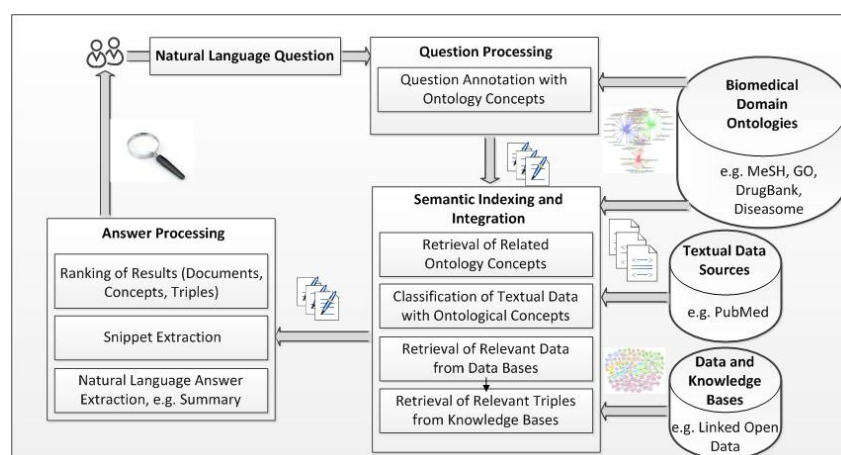 Natural Language Question
Question Processing
Question Annotation with
Ontology Concepts
Biomedical
Domain
Ontologies
e.g. MeSH, GO,
DrugBank,
Diseasome
Semantic Indexing and
Integration
Retrieval of Related
Ontology Concepts
Classification of Textual Data
with Ontological Concepts
Retrieval of Relevant Data
from Data Bases
Retrieval of Relevant Triples
from Knowledge Bases
Textual Data
Sources
e.g. PubMed
Data and
Knowledge
Bases
e.g. Linked Open
Data
Answer Processing
Ranking of Results (Documents,
Concepts, Triples)
Snippet Extraction
Natural Language Answer
Extraction, e.g. Summary